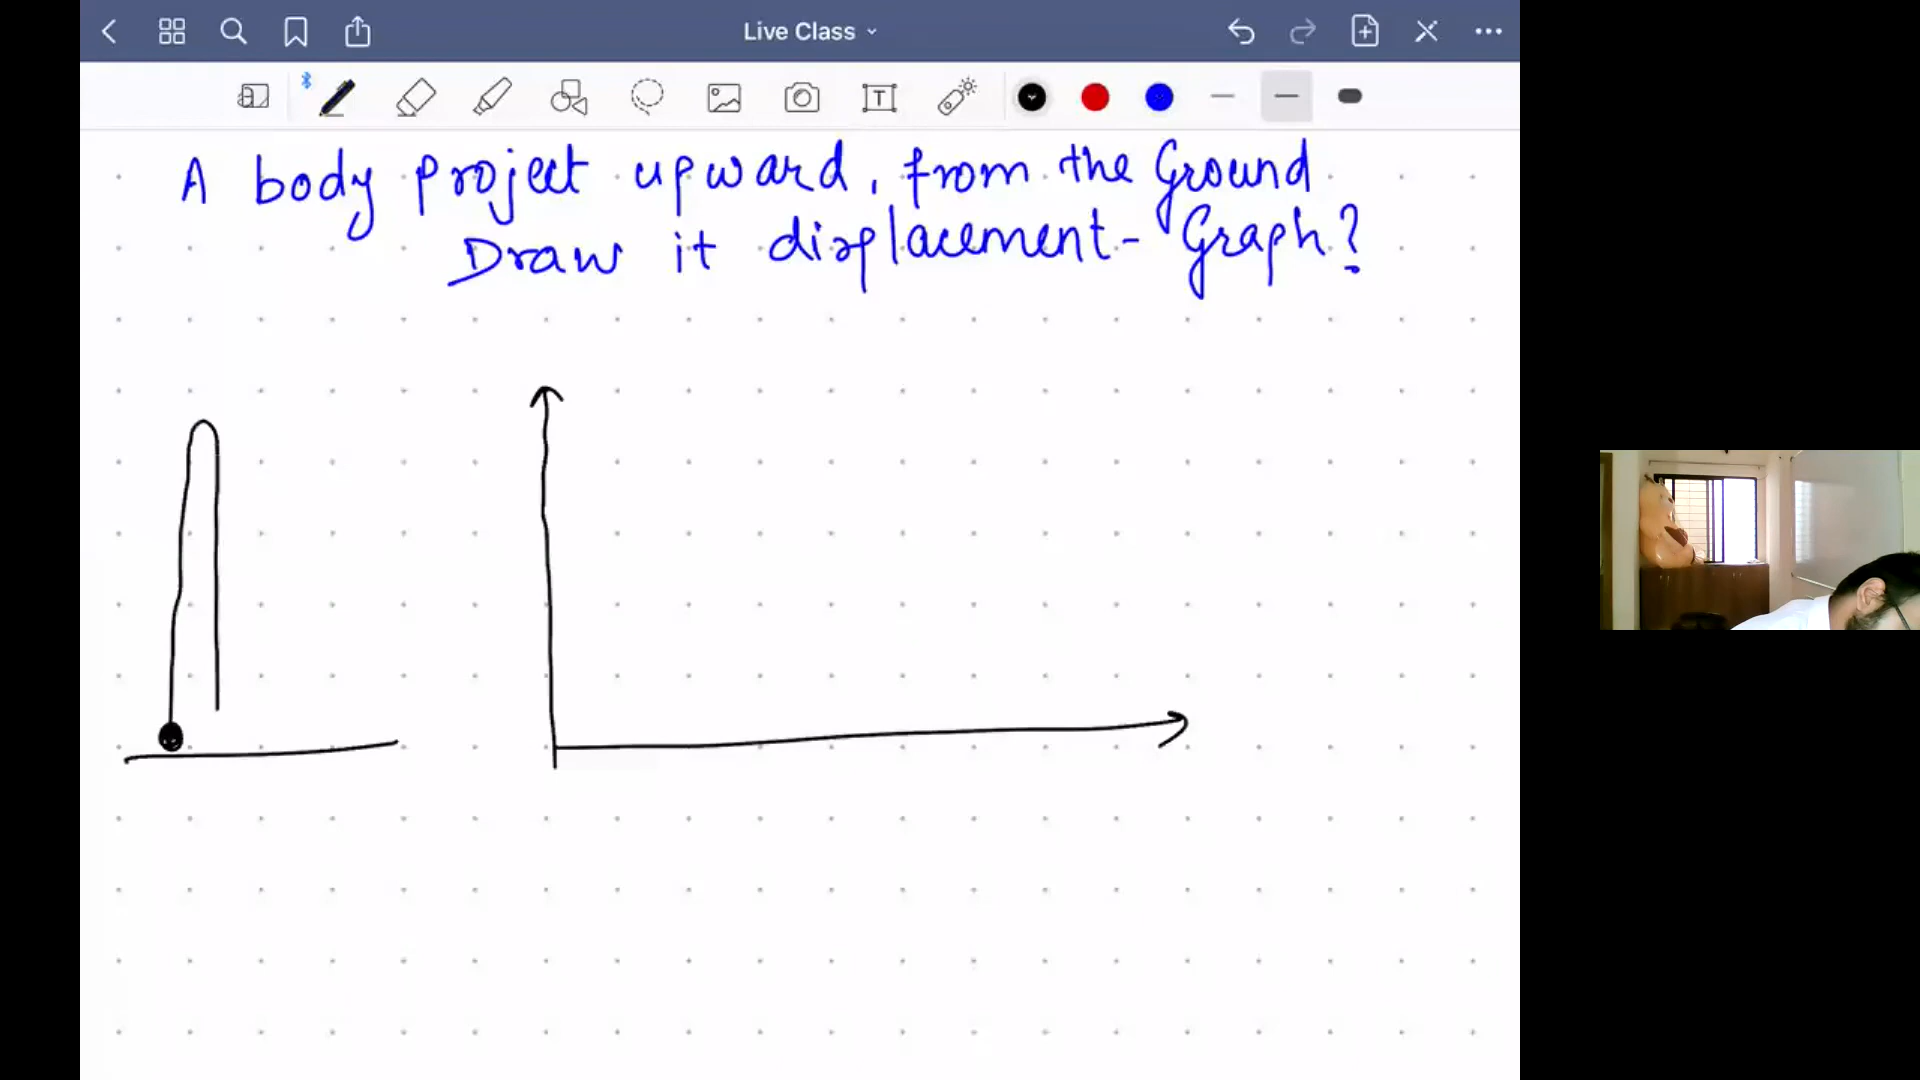 Live Class
A body project upward, from the Ground
Draw it displacement - Graph?